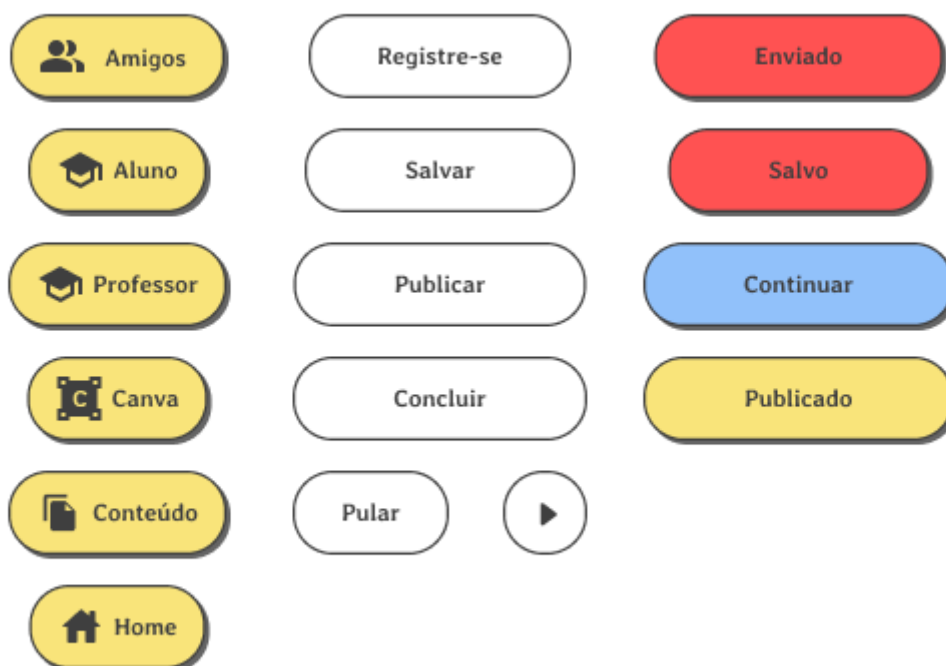 Amigos
Registre-se
Enviado
Aluno
Salvar
Salvo
Professor
Publicar
Continuar
C Canva
Concluir
Publicado
Conteúdo
Pular
Home